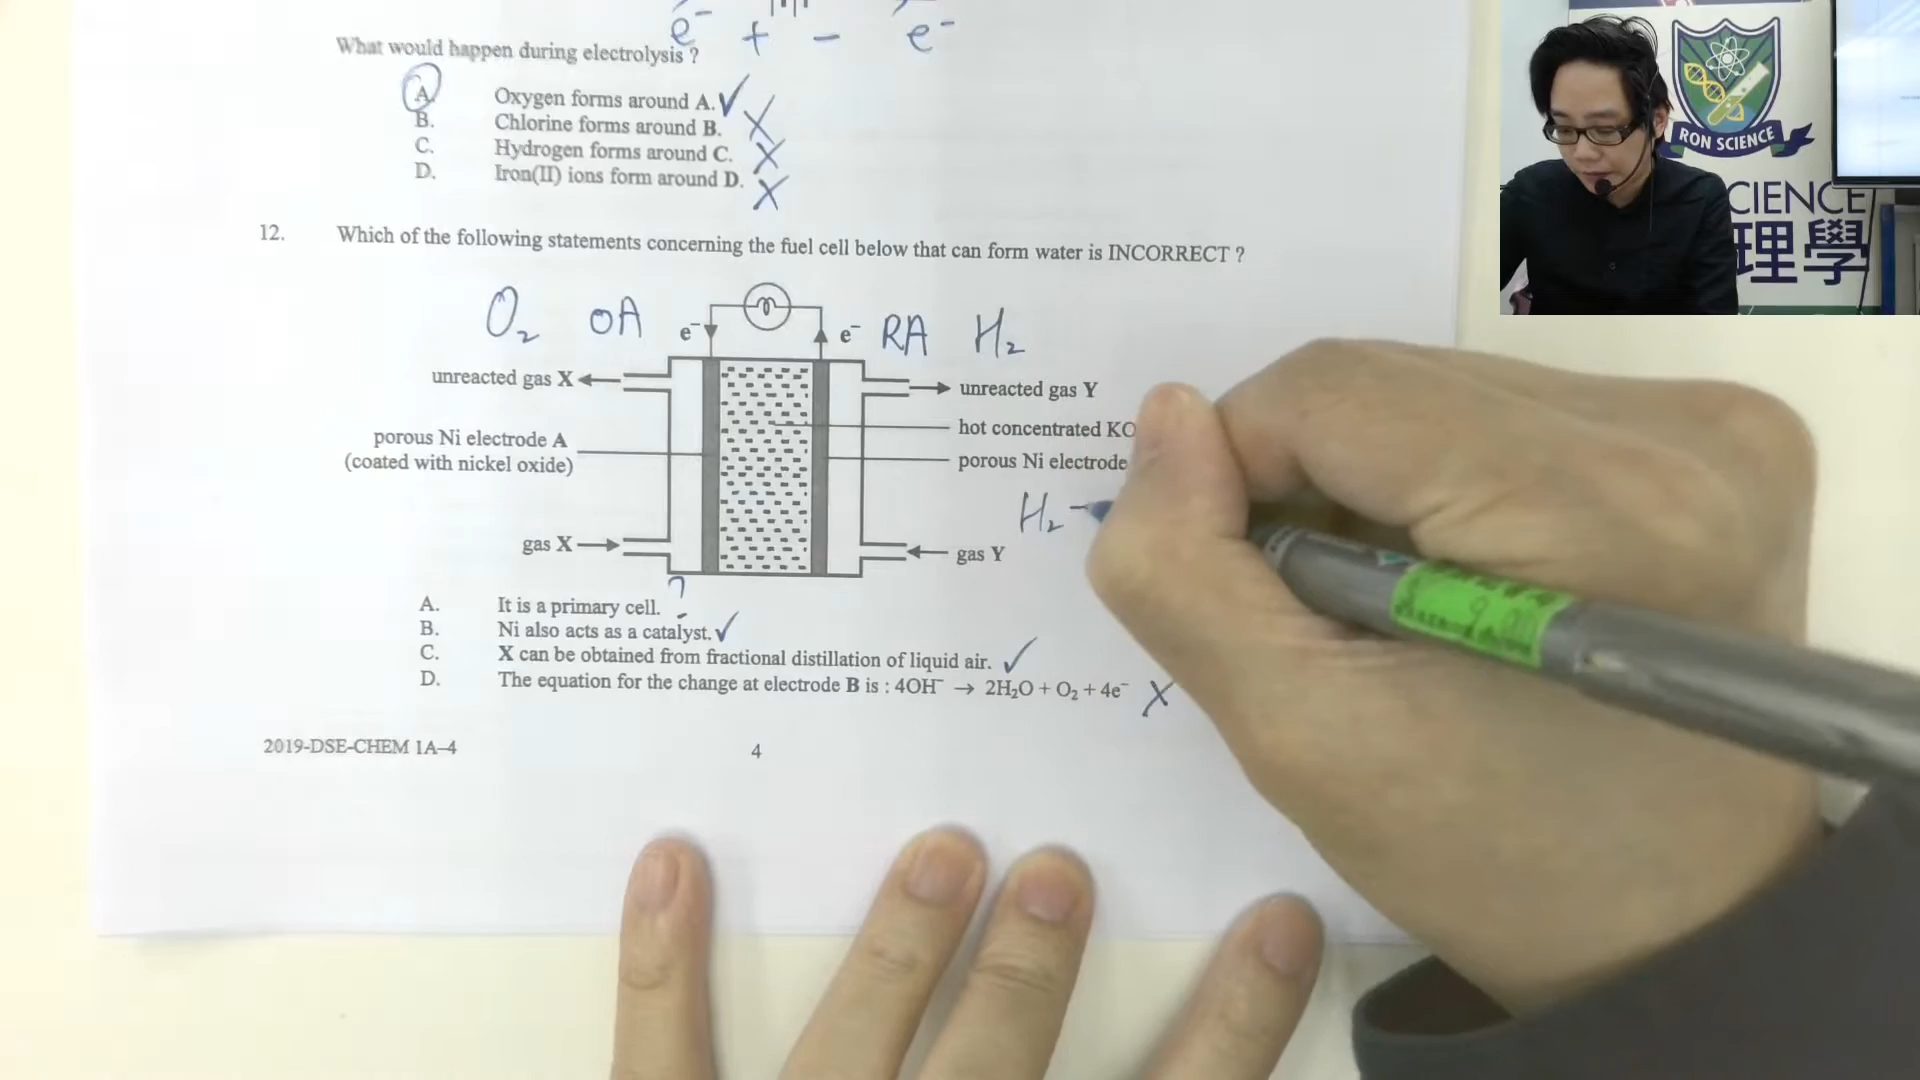 e⁻ + − e⁻
What would happen during electrolysis ?
A. Oxygen forms around A. ✓
B. Chlorine forms around B. X
C. Hydrogen forms around C. X
D. Iron(II) ions form around D. X
12. Which of the following statements concerning the fuel cell below that can form water is INCORRECT ?
O₂ OA e⁻ e⁻ RA H₂
unreacted gas X
unreacted gas Y
hot concentrated KO
porous Ni electrode A
(coated with nickel oxide)
porous Ni electrode
H₂
gas X
gas Y
?
A. It is a primary cell.
B. Ni also acts as a catalyst. ✓
C. X can be obtained from fractional distillation of liquid air. ✓
D. The equation for the change at electrode B is : 4OH⁻ → 2H₂O + O₂ + 4e⁻ X
2019-DSE-CHEM 1A–4
4
RON SCIENCE
CIENCE
理學